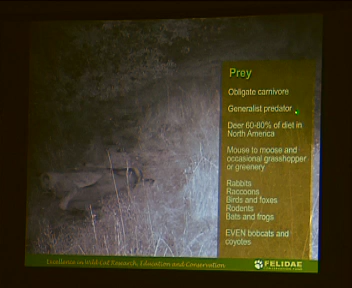 Prey
Obligate carnivore
Generalist predator
Deer 60-80% of diet in
North America
Mouse to moose and
occasional grasshopper
or greenery
Rabbits
Raccoons
Birds and foxes
Rodents
Bats and frogs
EVEN bobcats and
coyotes
Excellence in Wild Cat Research, Education and Conservation
FELIDAE